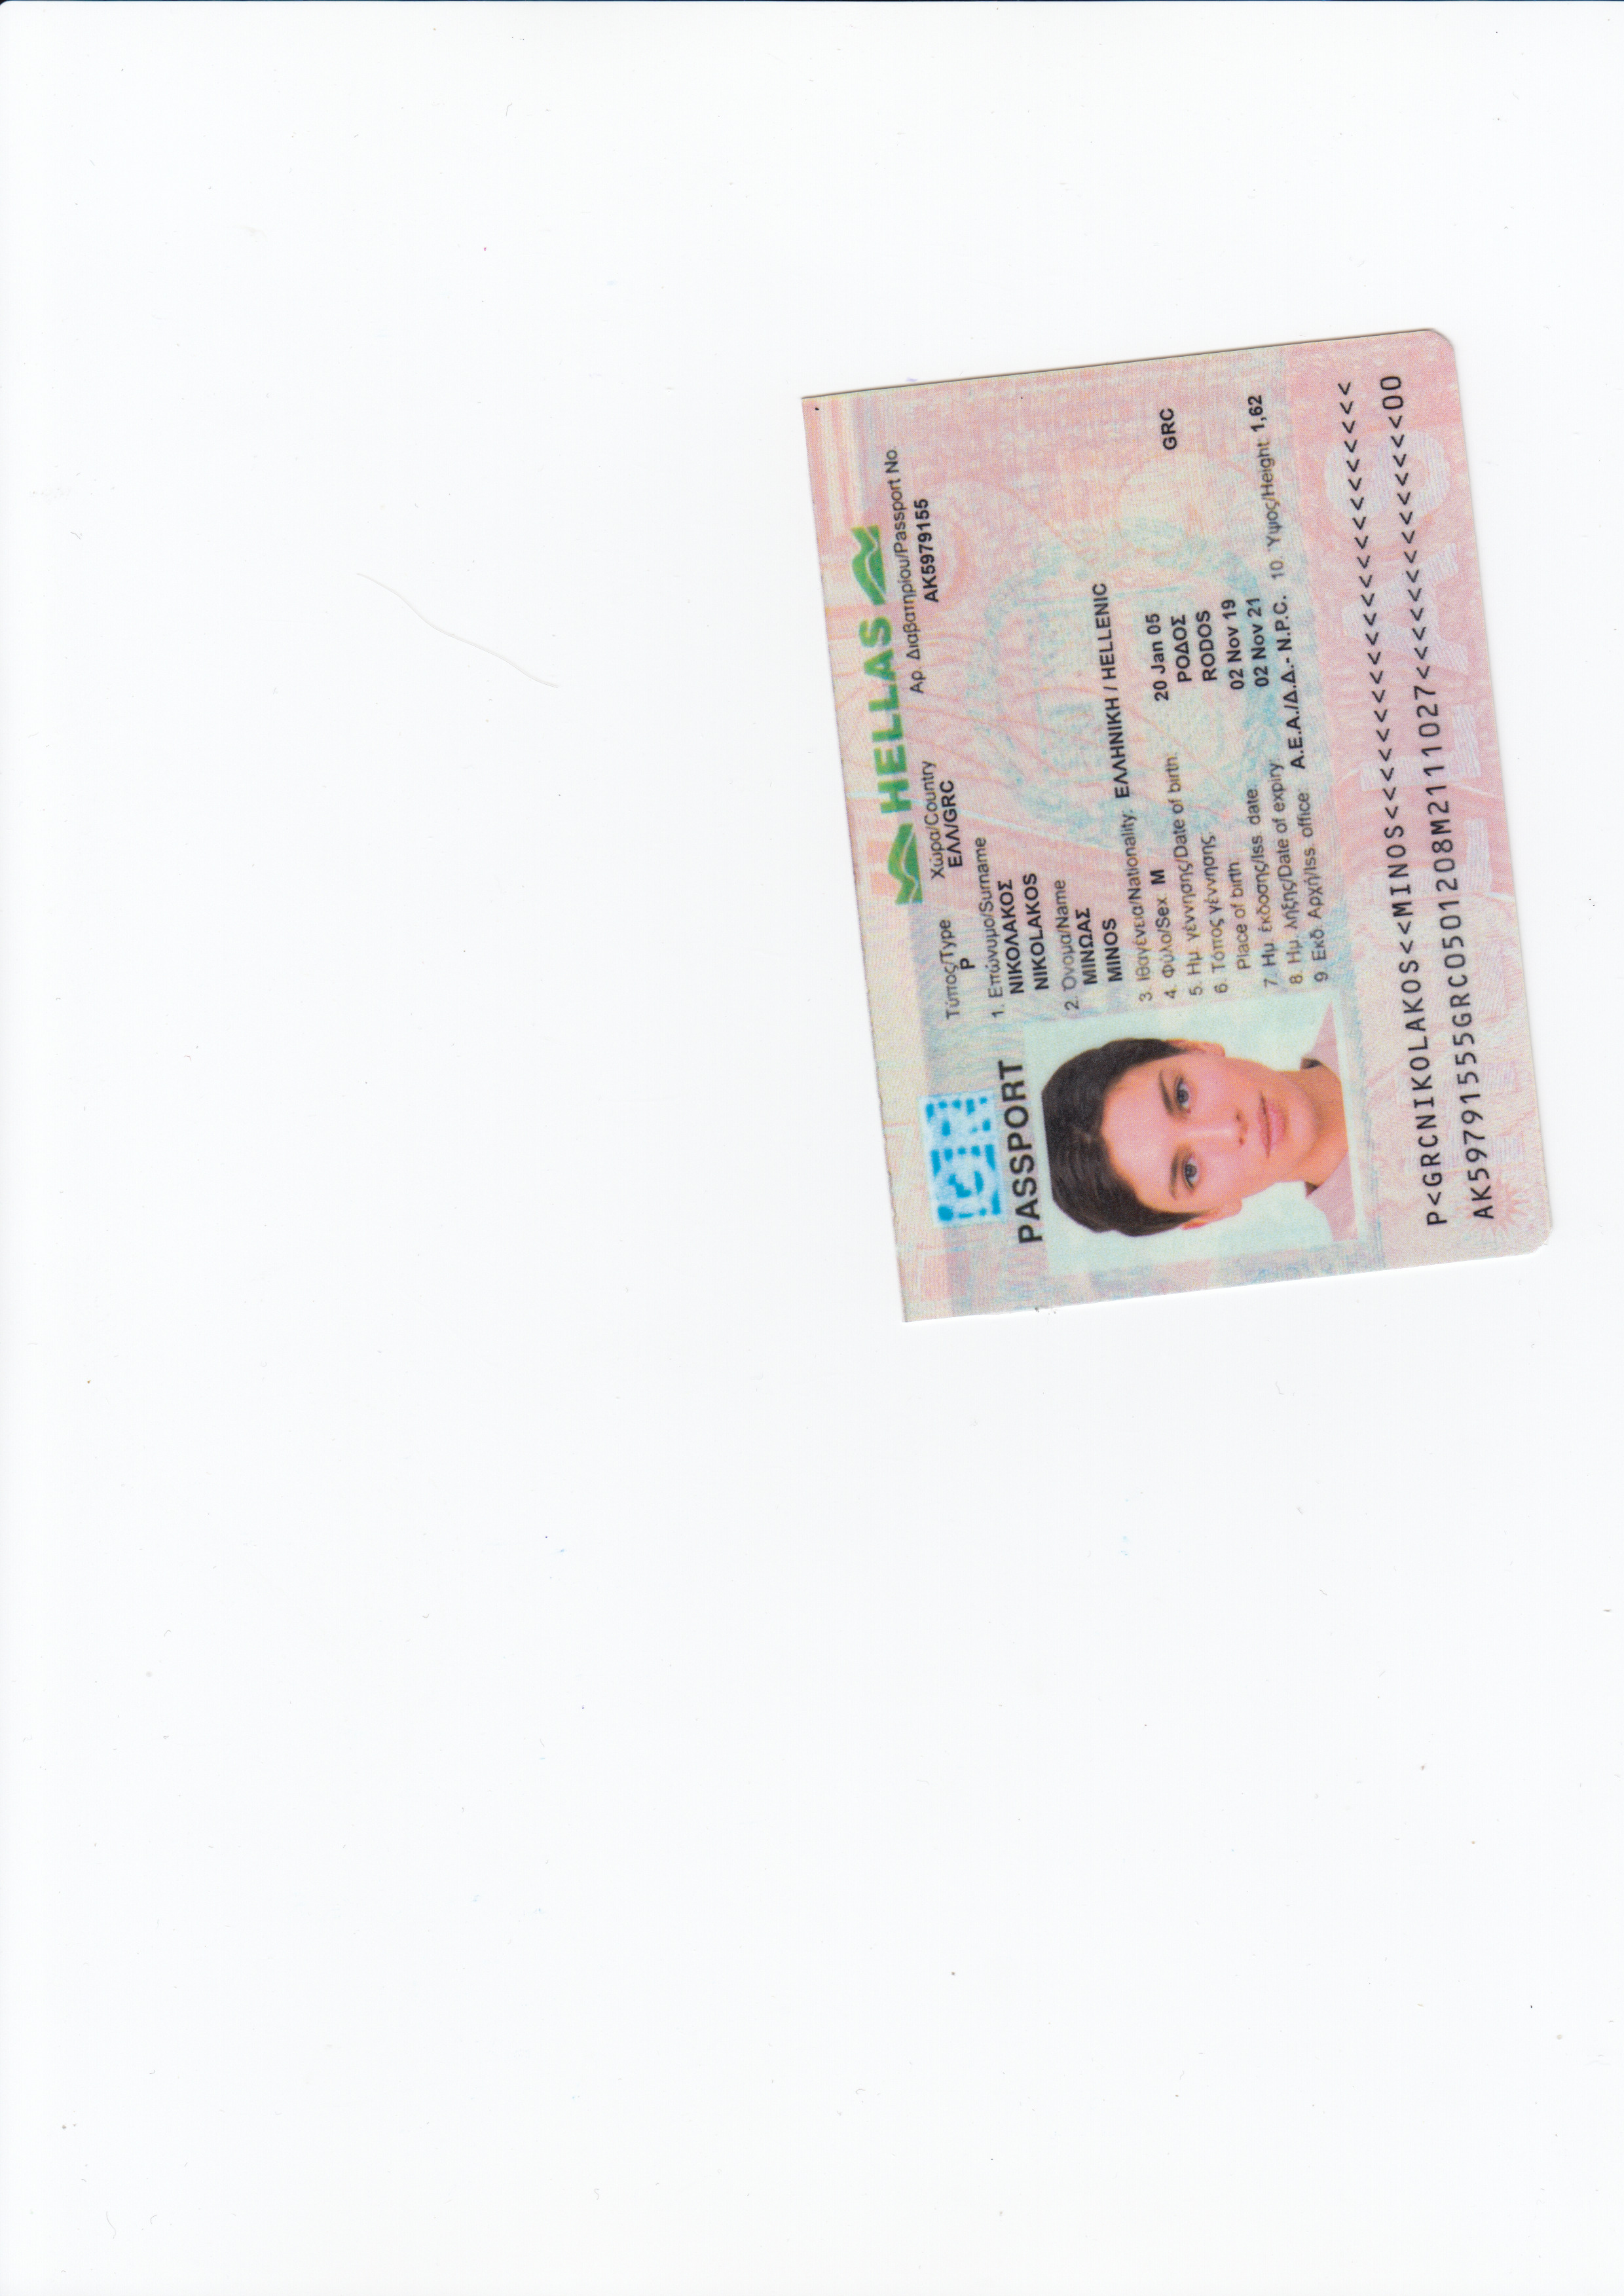 HELLAS
Τύπος/Type Χώρα/Country Αρ. Διαβατηρίου/Passport No.
PASSPORT
P ΕΛΛ/GRC AK5979155
1. Επώνυμο/Surname
ΝΙΚΟΛΑΚΟΣ
NIKOLAKOS
2. Όνομα/Name
ΜΙΝΩΑΣ
MINOS
3. Ιθαγένεια/Nationality: ΕΛΛΗΝΙΚΗ / HELLENIC
4. Φύλο/Sex M
5. Ημ. γέννησης/Date of birth: 20 Jan 05
6. Τόπος γέννησης: ΡΟΔΟΣ GRC
Place of birth: RODOS
7. Ημ. έκδοσης/Iss. date: 02 Nov 19
8. Ημ. λήξης/Date of expiry: 02 Nov 21
9. Εκδ. Αρχή/Iss. office: Α.Ε.Α./Δ.Δ.- N.P.C. 10. Ύψος/Height: 1,62
P<GRCNIKOLAKOS<<MINOS<<<<<<<<<<<<<<<<<<<<<<<
AK59791555GRC0501208M2111027<<<<<<<<<<<<<<00